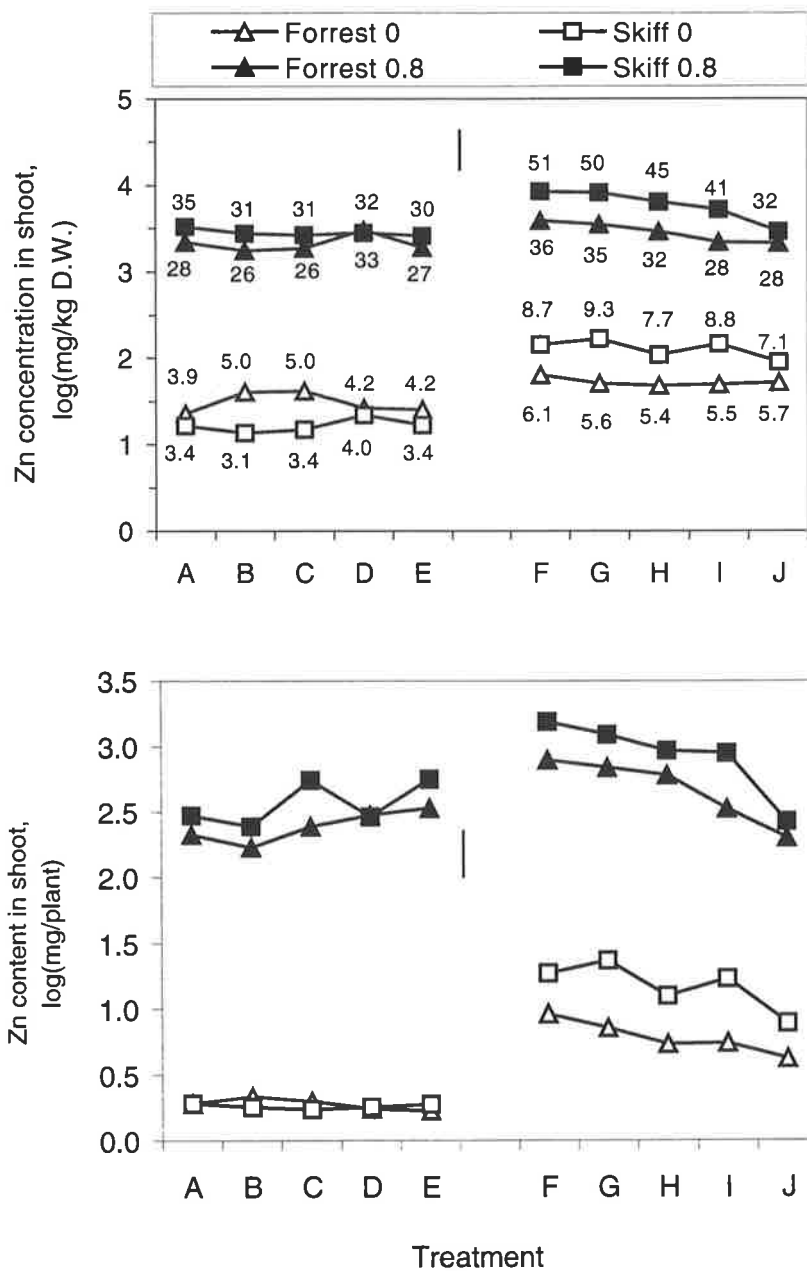 Forrest 0 Skiff 0
Forrest 0.8 Skiff 0.8
Zn concentration in shoot,
log(mg/kg D.W.)
5
4
3
2
1
0
35 31 31 32 30
28 26 26 33 27
3.9 5.0 5.0 4.2 4.2
3.4 3.1 3.4 4.0 3.4
51 50 45 41 32
36 35 32 28 28
8.7 9.3 7.7 8.8 7.1
6.1 5.6 5.4 5.5 5.7
A B C D E F G H I J
Zn content in shoot,
log(mg/plant)
3.5
3.0
2.5
2.0
1.5
1.0
0.5
0.0
A B C D E F G H I J
Treatment